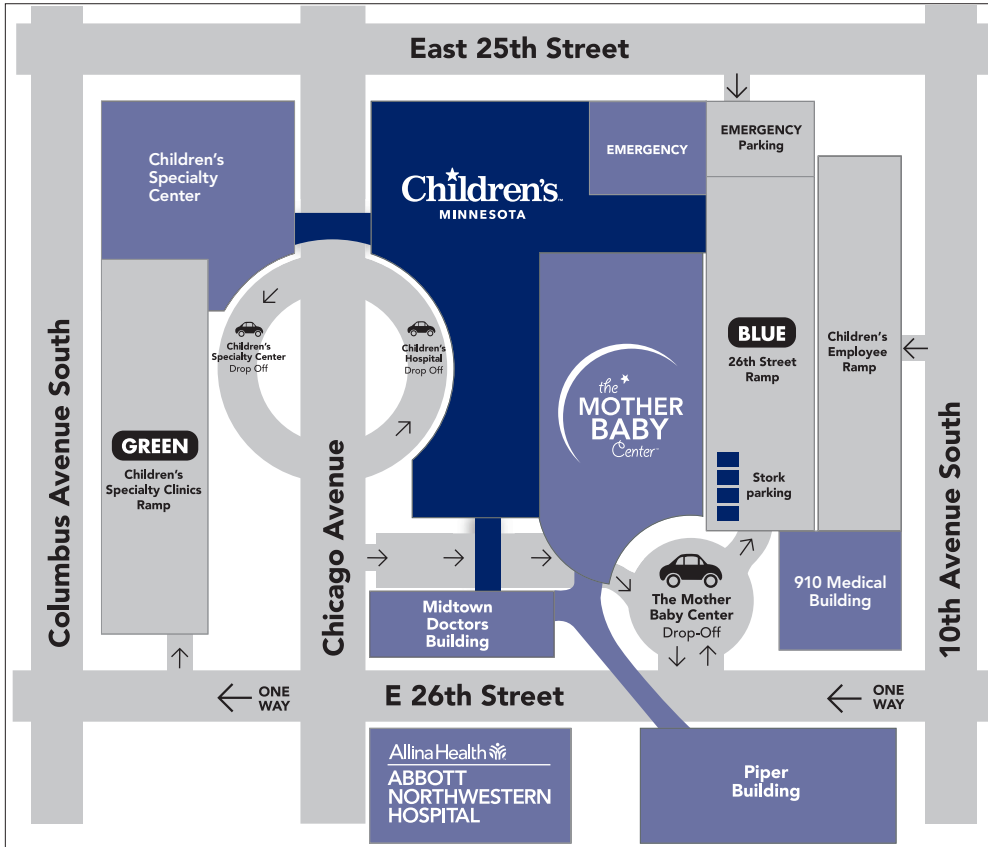 East 25th Street
Children's
Specialty
Center
Children's™
MINNESOTA
EMERGENCY
EMERGENCY
Parking
Children's
Specialty Center
Drop Off
Children's
Hospital
Drop Off
the
MOTHER
BABY
Center™
BLUE
26th Street
Ramp
Children's
Employee
Ramp
Columbus Avenue South
GREEN
Children's
Specialty Clinics
Ramp
Chicago Avenue
Stork
parking
10th Avenue South
Midtown
Doctors
Building
The Mother
Baby Center
Drop-Off
910 Medical
Building
ONE
WAY
E 26th Street
ONE
WAY
Allina Health
ABBOTT
NORTHWESTERN
HOSPITAL
Piper
Building